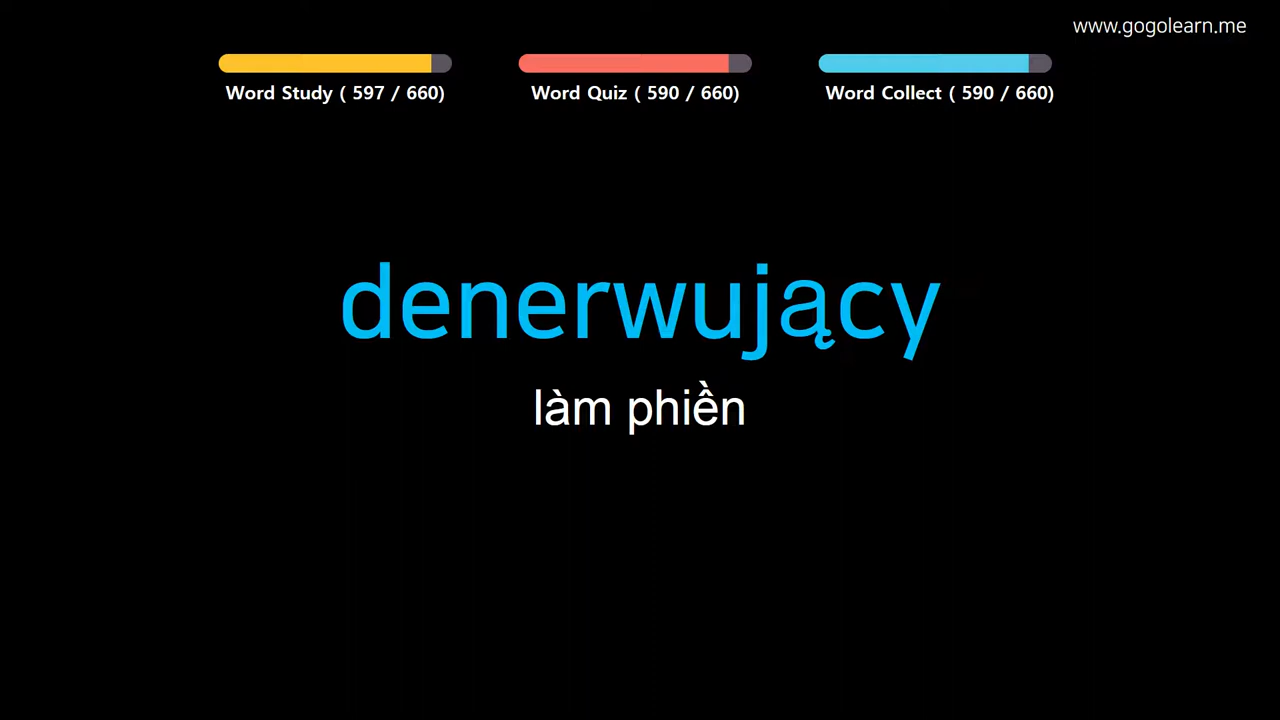 www.gogolearn.me
Word Study ( 597 / 660)
Word Quiz ( 590 / 660)
Word Collect ( 590 / 660)
denerwujący
làm phiền